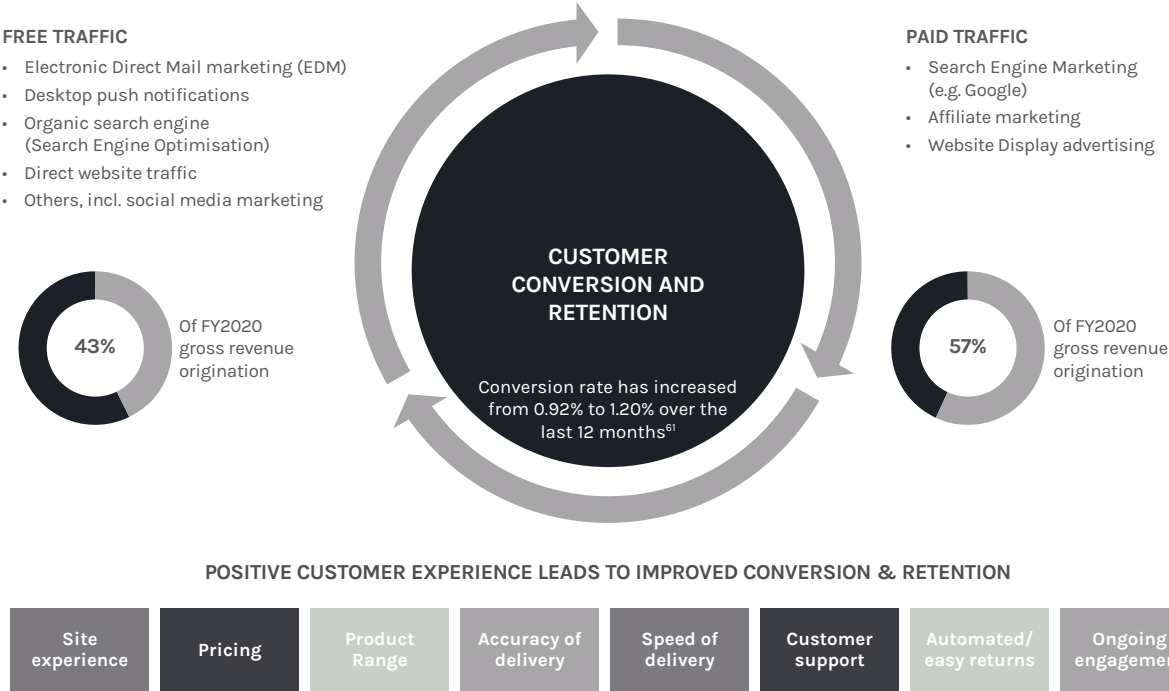 FREE TRAFFIC
• Electronic Direct Mail marketing (EDM)
• Desktop push notifications
• Organic search engine
(Search Engine Optimisation)
• Direct website traffic
• Others, incl. social media marketing
43%
Of FY2020
gross revenue
origination
CUSTOMER
CONVERSION AND
RETENTION
Conversion rate has increased
from 0.92% to 1.20% over the
last 12 months⁶¹
PAID TRAFFIC
• Search Engine Marketing
(e.g. Google)
• Affiliate marketing
• Website Display advertising
57%
Of FY2020
gross revenue
origination
POSITIVE CUSTOMER EXPERIENCE LEADS TO IMPROVED CONVERSION & RETENTION
Site
experience
Pricing
Product
Range
Accuracy of
delivery
Speed of
delivery
Customer
support
Automated/
easy returns
Ongoing